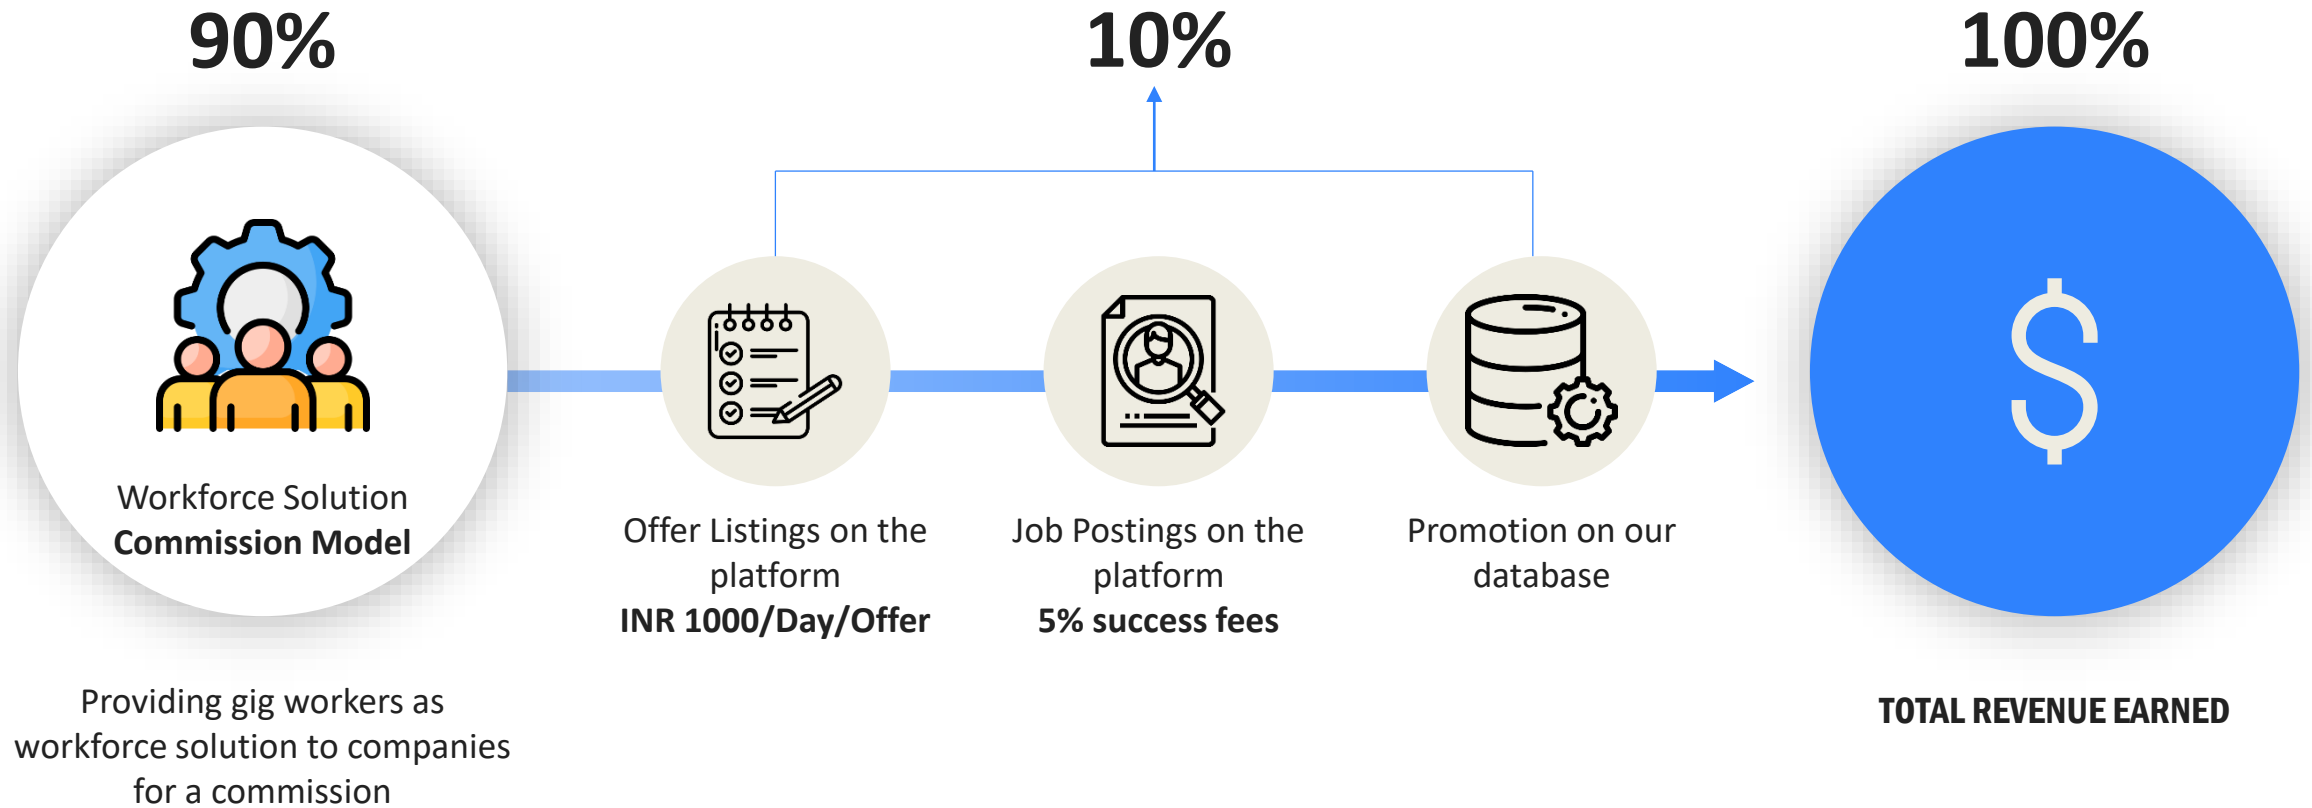 90%
10%
100%
Workforce Solution
Commission Model
Providing gig workers as
workforce solution to companies
for a commission
Offer Listings on the
platform
INR 1000/Day/Offer
Job Postings on the
platform
5% success fees
Promotion on our
database
$
TOTAL REVENUE EARNED